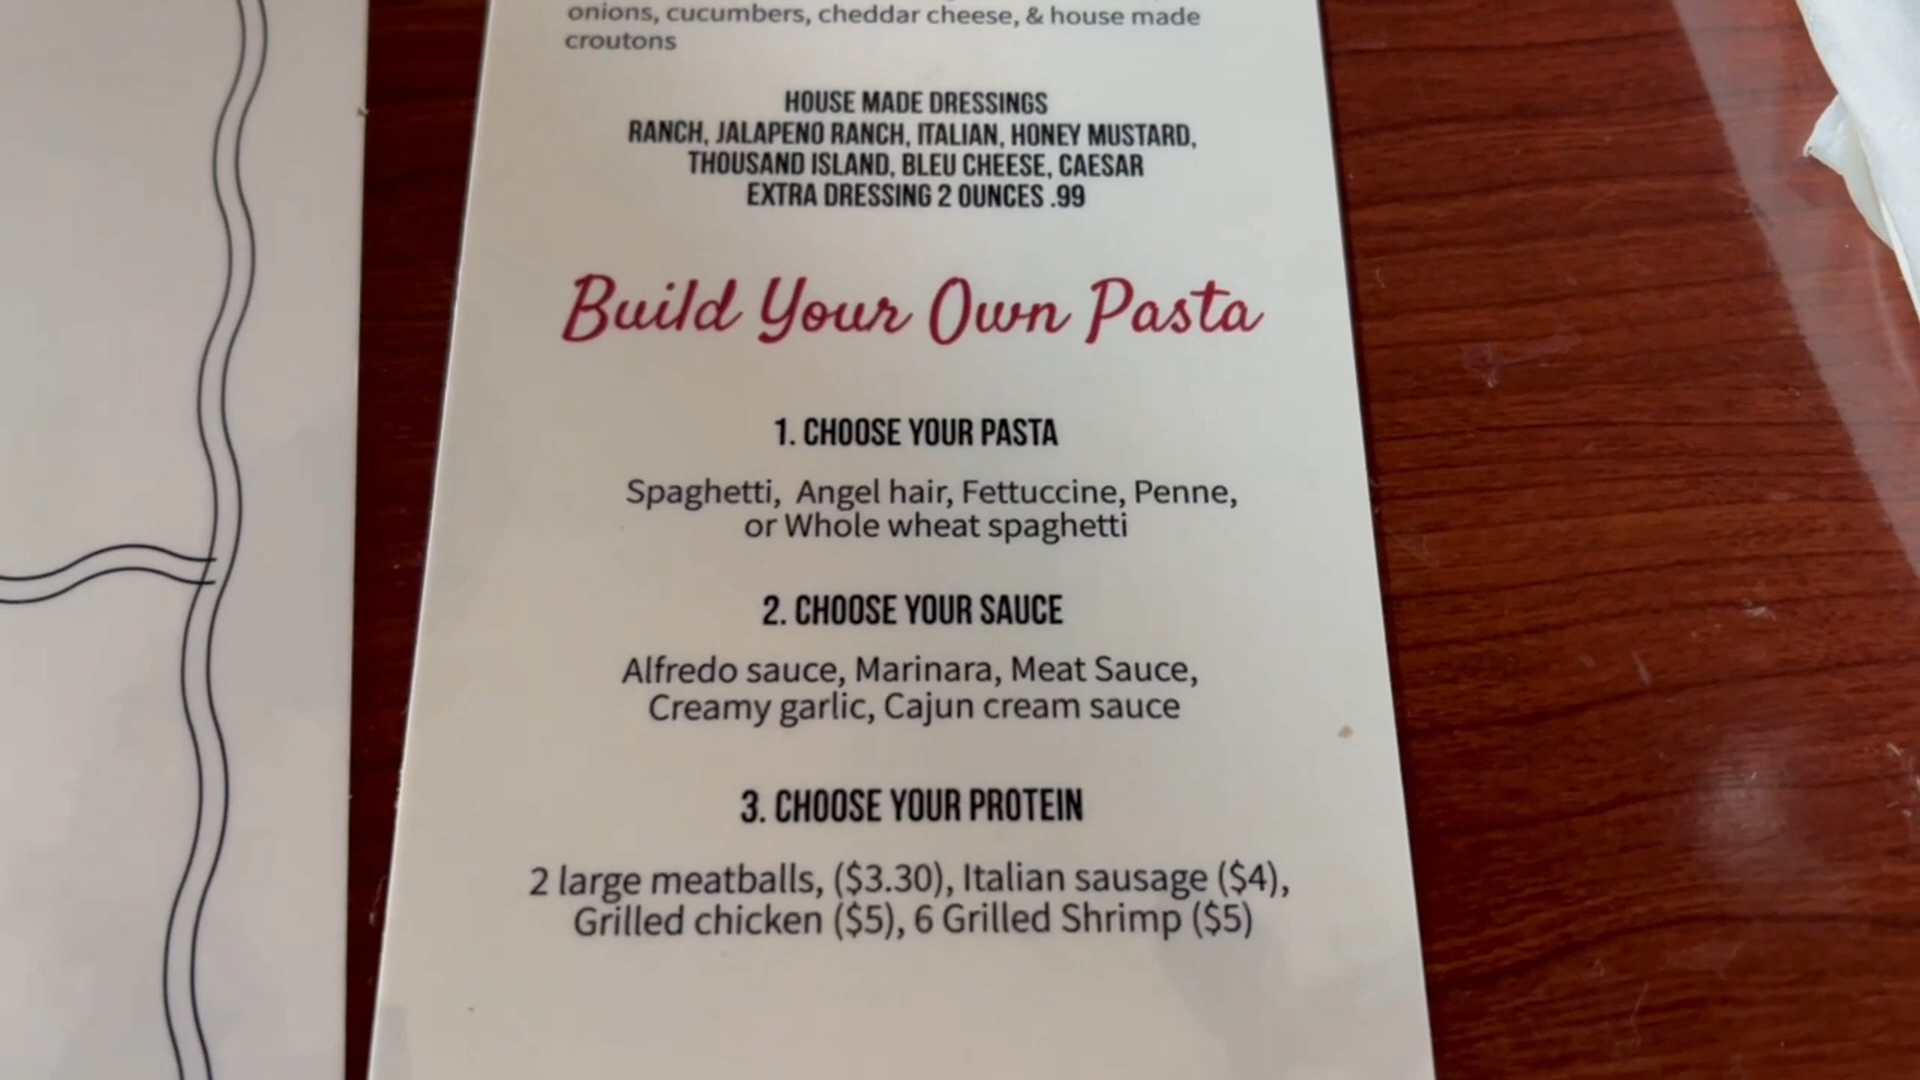 onions, cucumbers, cheddar cheese, & house made
croutons
HOUSE MADE DRESSINGS
RANCH, JALAPENO RANCH, ITALIAN, HONEY MUSTARD,
THOUSAND ISLAND, BLEU CHEESE, CAESAR
EXTRA DRESSING 2 OUNCES .99
Build Your Own Pasta
1. CHOOSE YOUR PASTA
Spaghetti, Angel hair, Fettuccine, Penne,
or Whole wheat spaghetti
2. CHOOSE YOUR SAUCE
Alfredo sauce, Marinara, Meat Sauce,
Creamy garlic, Cajun cream sauce
3. CHOOSE YOUR PROTEIN
2 large meatballs, ($3.30), Italian sausage ($4),
Grilled chicken ($5), 6 Grilled Shrimp ($5)